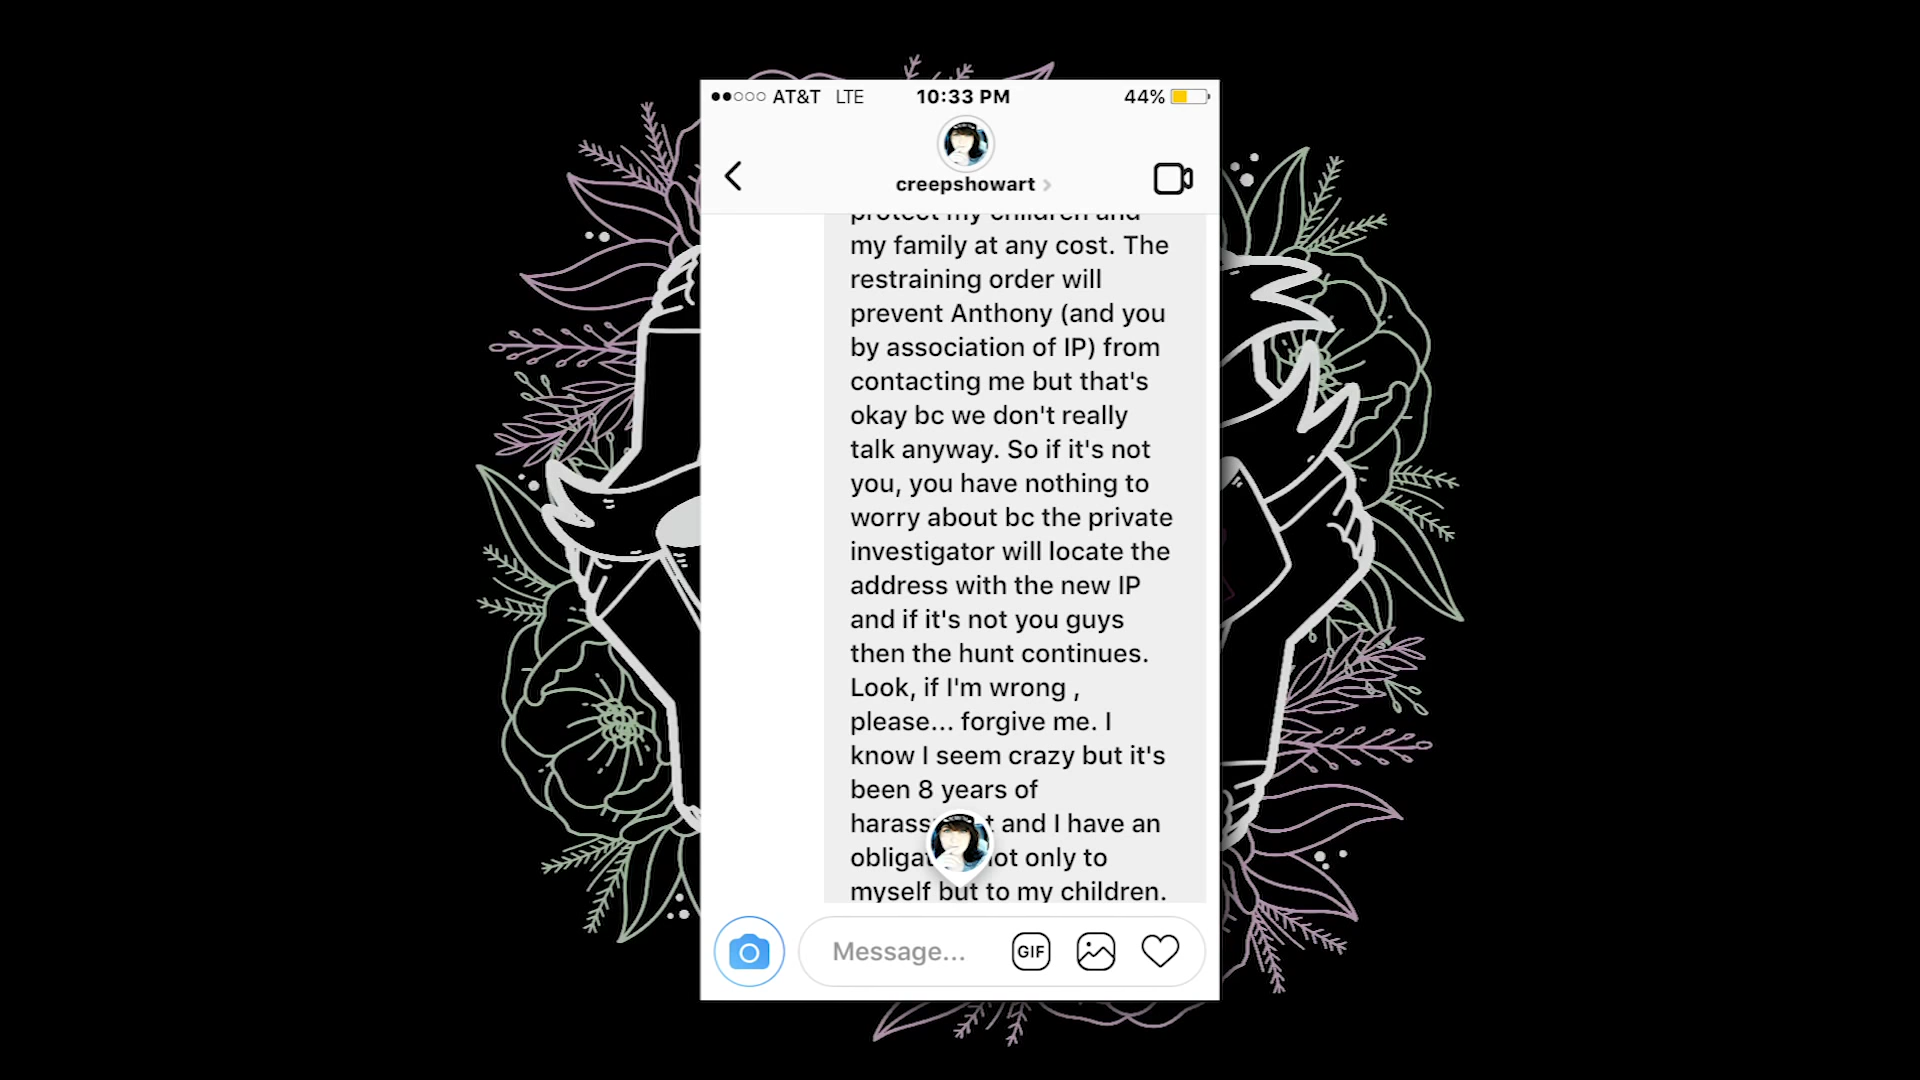 AT&T LTE 10:33 PM 44%
creepshowart
protect my children and
my family at any cost. The
restraining order will
prevent Anthony (and you
by association of IP) from
contacting me but that's
okay bc we don't really
talk anyway. So if it's not
you, you have nothing to
worry about bc the private
investigator will locate the
address with the new IP
and if it's not you guys
then the hunt continues.
Look, if I'm wrong ,
please... forgive me. I
know I seem crazy but it's
been 8 years of
and I have an
only to
myself but to my children.
Message... GIF